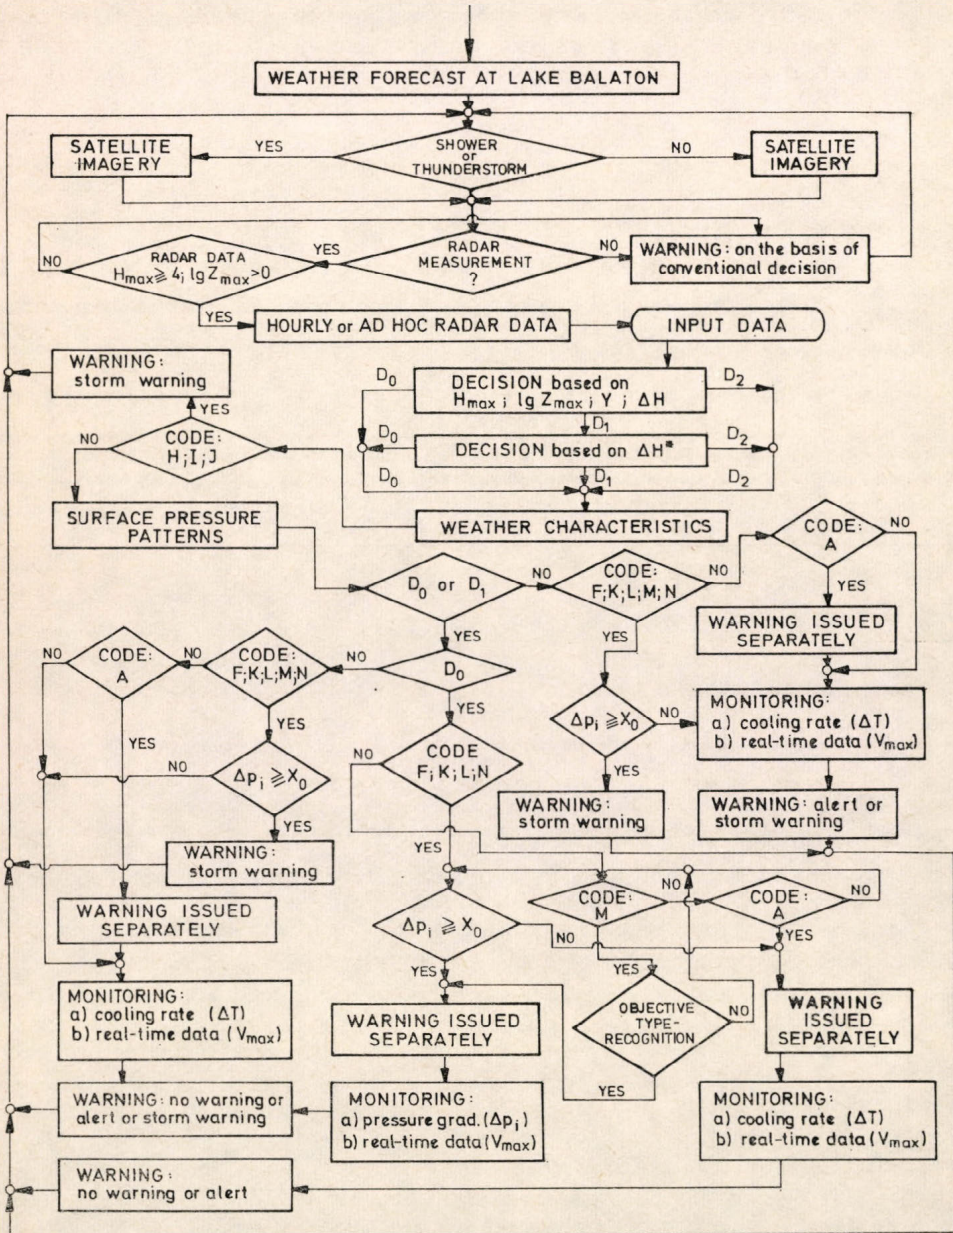 WEATHER FORECAST AT LAKE BALATON
SATELLITE
IMAGERY
YES
SHOWER
or
THUNDERSTORM
NO
SATELLITE
IMAGERY
NO
RADAR DATA
Hmax ≧ 4; lg Zmax > 0
YES
RADAR
MEASUREMENT
?
NO
WARNING: on the basis of
conventional decision
YES
HOURLY or AD HOC RADAR DATA
INPUT DATA
WARNING:
storm warning
YES
NO
CODE:
H;I;J
D0
DECISION based on
Hmax; lg Zmax; Y; ΔH
D2
D1
D0
DECISION based on ΔH*
D2
D0
D1
D2
SURFACE PRESSURE
PATTERNS
WEATHER CHARACTERISTICS
CODE:
A
NO
YES
D0 or D1
NO
CODE:
F;K;L;M;N
NO
WARNING ISSUED
SEPARATELY
YES
YES
NO
CODE:
A
NO
CODE:
F;K;L;M;N
NO
D0
YES
YES
YES
Δpi ≧ X0
NO
MONITORING:
a) cooling rate (ΔT)
b) real-time data (Vmax)
NO
Δpi ≧ X0
NO
CODE
F; K; L; N
YES
YES
WARNING:
storm warning
YES
WARNING:
storm warning
WARNING: alert or
storm warning
WARNING ISSUED
SEPARATELY
Δpi ≧ X0
NO
CODE:
M
NO
CODE:
A
NO
YES
YES
YES
MONITORING:
a) cooling rate (ΔT)
b) real-time data (Vmax)
WARNING ISSUED
SEPARATELY
OBJECTIVE
TYPE-
RECOGNITION
NO
YES
WARNING
ISSUED
SEPARATELY
WARNING: no warning or
alert or storm warning
MONITORING:
a) pressure grad. (Δpi)
b) real-time data (Vmax)
MONITORING:
a) cooling rate (ΔT)
b) real-time data (Vmax)
WARNING:
no warning or alert